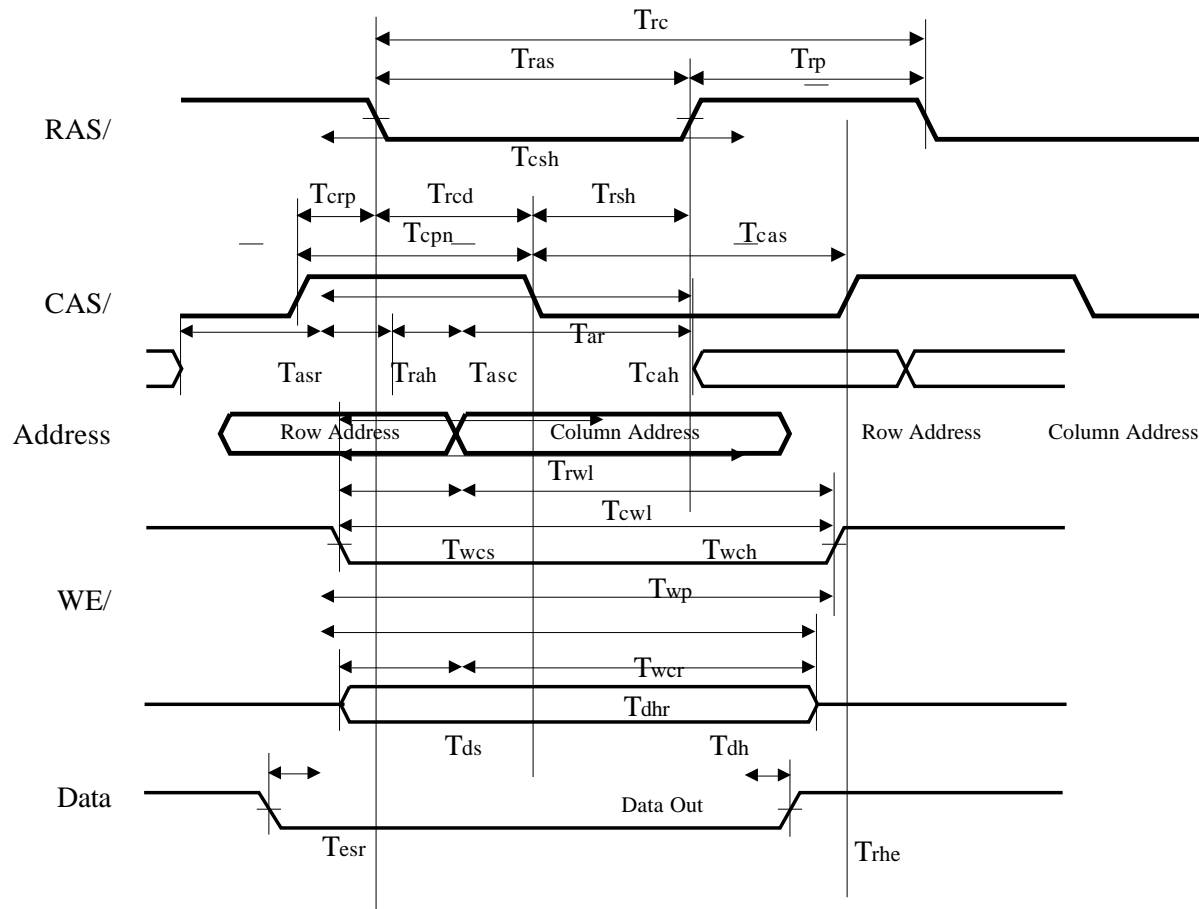 Trc
Tras
Trp
RAS/
Tcsh
Tcrp
Trcd
Trsh
Tcpn
Tcas
CAS/
Tar
Tasr
Trah
Tasc
Tcah
Address
Row Address
Column Address
Row Address
Column Address
Trwl
Tcwl
Twcs
Twch
WE/
Twp
Twcr
Tdhr
Tds
Tdh
Data
Data Out
Tesr
Trhe